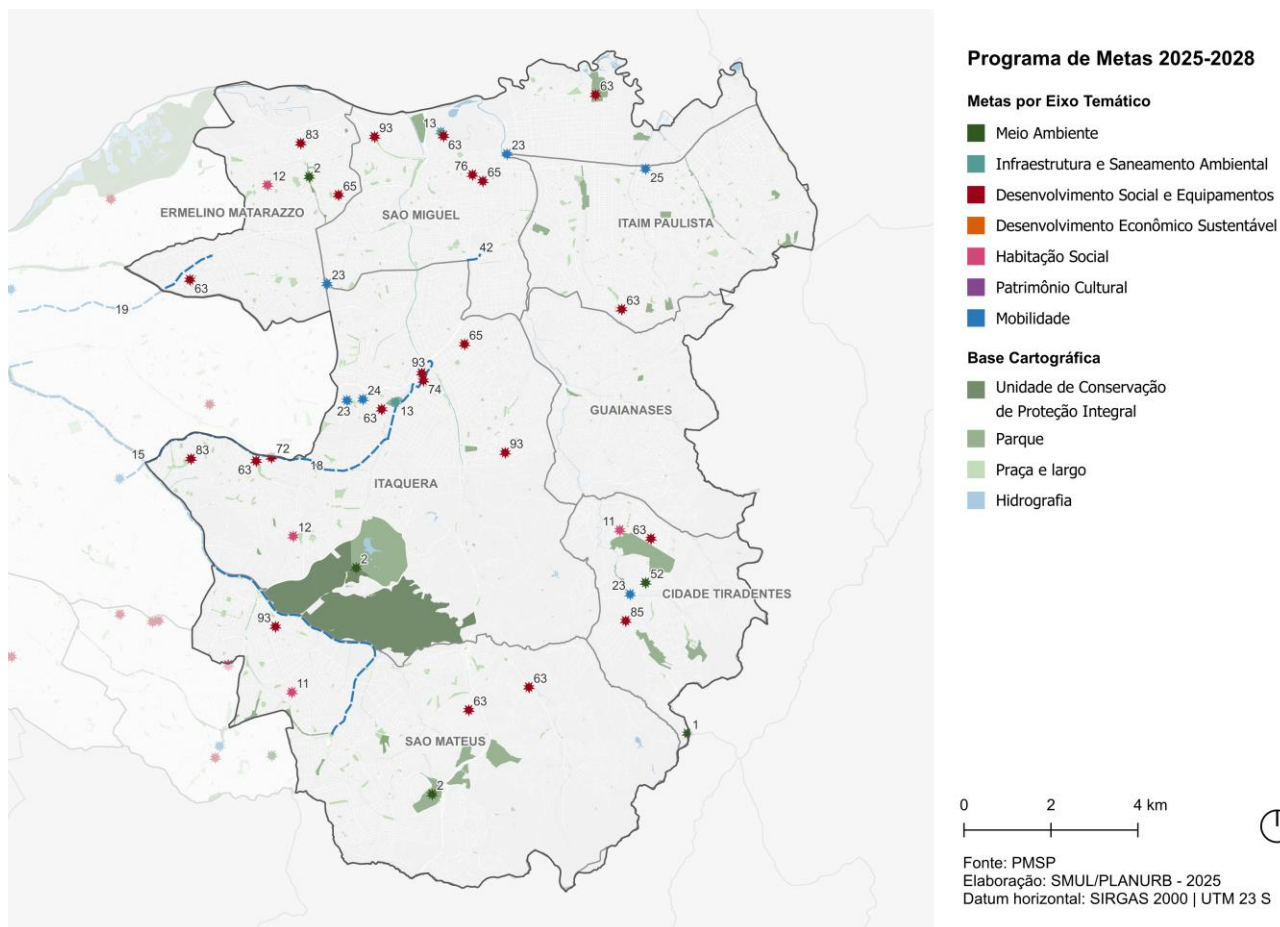 63
83
93
13
63
23
2
76
65
25
12
65
ERMELINO MATARAZZO
SAO MIGUEL
ITAIM PAULISTA
42
63
23
19
63
65
93
74
24
23
63
13
GUAIANASES
93
15
83
72
63
18
ITAQUERA
12
11
63
2
52
23
CIDADE TIRADENTES
85
93
11
63
63
1
SAO MATEUS
2
Programa de Metas 2025-2028
Metas por Eixo Temático
Meio Ambiente
Infraestrutura e Saneamento Ambiental
Desenvolvimento Social e Equipamentos
Desenvolvimento Econômico Sustentável
Habitação Social
Patrimônio Cultural
Mobilidade
Base Cartográfica
Unidade de Conservação
de Proteção Integral
Parque
Praça e largo
Hidrografia
0 2 4 km
Fonte: PMSP
Elaboração: SMUL/PLANURB - 2025
Datum horizontal: SIRGAS 2000 | UTM 23 S